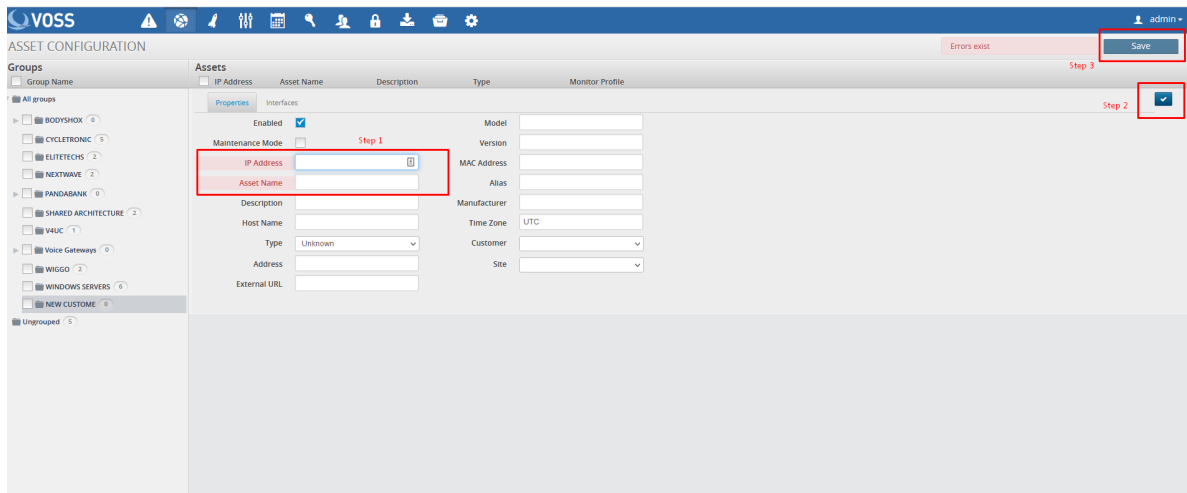 VOSS
admin
ASSET CONFIGURATION
Errors exist
Save
Step 3
Groups
Group Name
All groups
BODYSHOX 0
CYCLETRONIC 5
ELITETECHS 2
NEXTWAVE 2
PANDABANK 0
SHARED ARCHITECTURE 2
V4UC 1
Voice Gateways 0
WIGGO 2
WINDOWS SERVERS 6
NEW CUSTOME 0
Ungrouped 5
Assets
IP Address Asset Name Description Type Monitor Profile
Properties Interfaces
Step 2
Enabled Model
Maintenance Mode Step 1 Version
IP Address MAC Address
Asset Name Alias
Description Manufacturer
Host Name Time Zone UTC
Type Unknown Customer
Address Site
External URL